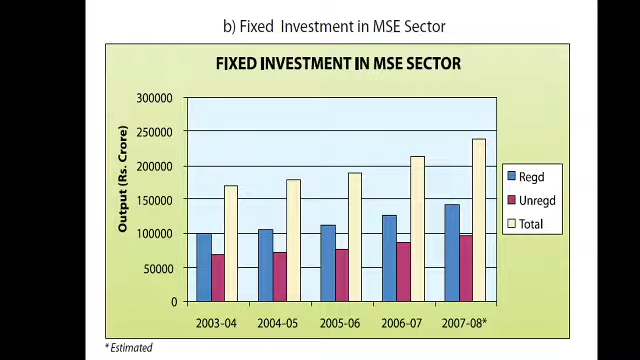 b) Fixed Investment in MSE Sector
FIXED INVESTMENT IN MSE SECTOR
300000
250000
200000
150000
100000
50000
0
Output (Rs. Crore)
2003-04 2004-05 2005-06 2006-07 2007-08*
Regd
Unregd
Total
* Estimated